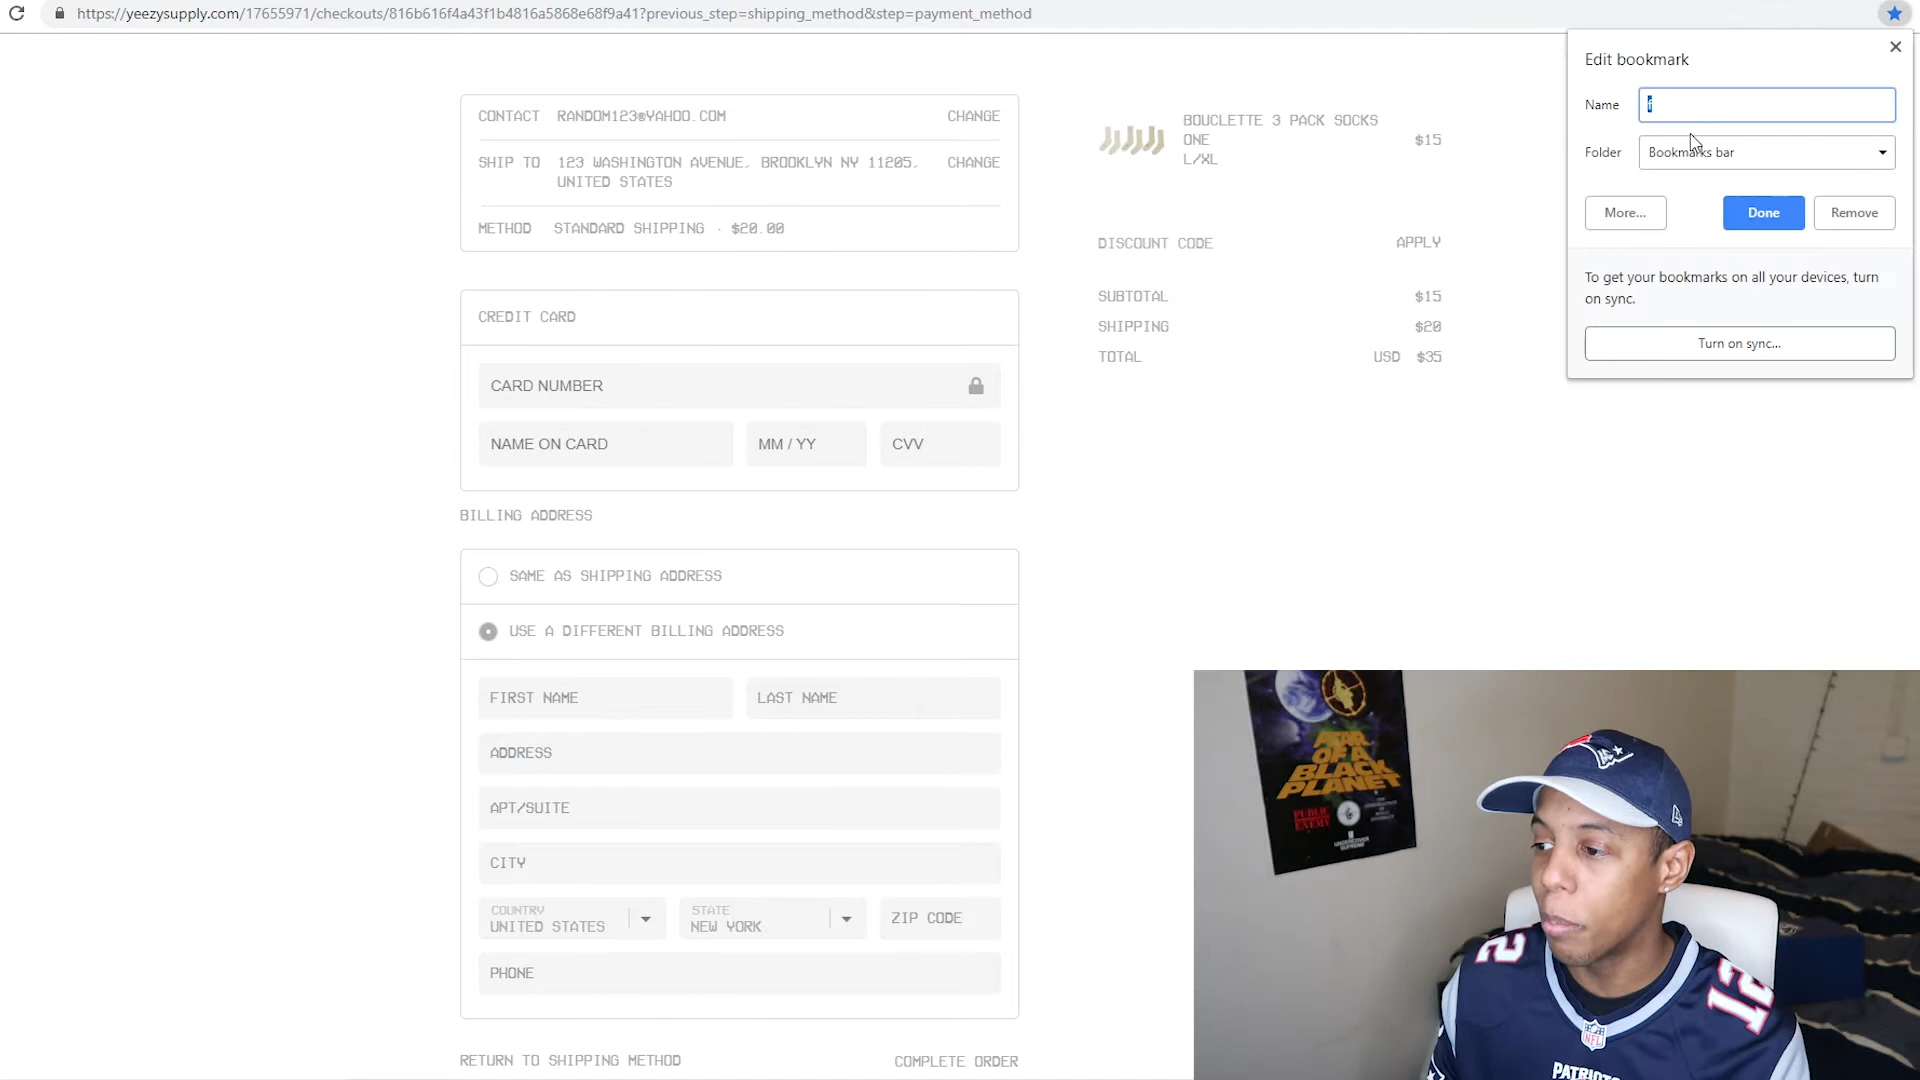 https://yeezysupply.com/17655971/checkouts/816b616f4a43f1b4816a5868e68f9a41?previous_step=shipping_method&step=payment_method
Edit bookmark
Name
Folder Bookmarks bar
More... Done Remove
To get your bookmarks on all your devices, turn
on sync.
Turn on sync...
CONTACT RANDOM123@YAHOO.COM CHANGE
SHIP TO 123 WASHINGTON AVENUE, BROOKLYN NY 11205, CHANGE
UNITED STATES
METHOD STANDARD SHIPPING · $20.00
CREDIT CARD
CARD NUMBER
NAME ON CARD MM / YY CVV
BILLING ADDRESS
SAME AS SHIPPING ADDRESS
USE A DIFFERENT BILLING ADDRESS
FIRST NAME LAST NAME
ADDRESS
APT/SUITE
CITY
COUNTRY STATE
UNITED STATES NEW YORK ZIP CODE
PHONE
RETURN TO SHIPPING METHOD COMPLETE ORDER
BOUCLETTE 3 PACK SOCKS
ONE $15
L/XL
DISCOUNT CODE APPLY
SUBTOTAL $15
SHIPPING $20
TOTAL USD $35
FEAR
OF A
BLACK
PLANET
PUBLIC
ENEMY
UNDERCOVER
SUPREME
2
12
NFL
PATRIOTS